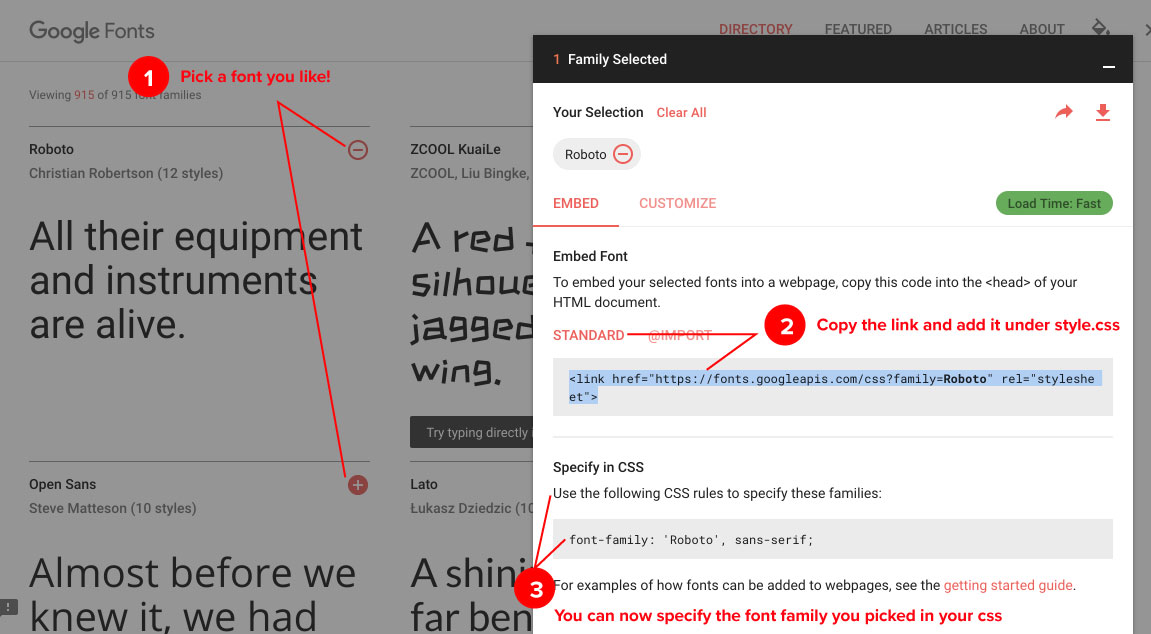 Google Fonts
DIRECTORY FEATURED ARTICLES ABOUT
1 Pick a font you like!
Viewing 915 of 915 font families
Roboto
Christian Robertson (12 styles)
All their equipment
and instruments
are alive.
ZCOOL KuaiLe
ZCOOL, Liu Bingke,
A red
silhou
jagged
wing.
Try typing directly
Open Sans
Steve Matteson (10 styles)
Almost before we
knew it, we had
Lato
Łukasz Dziedzic (10
A shini
far ben
1 Family Selected
Your Selection Clear All
Roboto
EMBED CUSTOMIZE
Load Time: Fast
Embed Font
To embed your selected fonts into a webpage, copy this code into the <head> of your
HTML document.
STANDARD @IMPORT
2 Copy the link and add it under style.css
<link href="https://fonts.googleapis.com/css?family=Roboto" rel="styleshe
et">
Specify in CSS
Use the following CSS rules to specify these families:
font-family: 'Roboto', sans-serif;
3
For examples of how fonts can be added to webpages, see the getting started guide.
You can now specify the font family you picked in your css